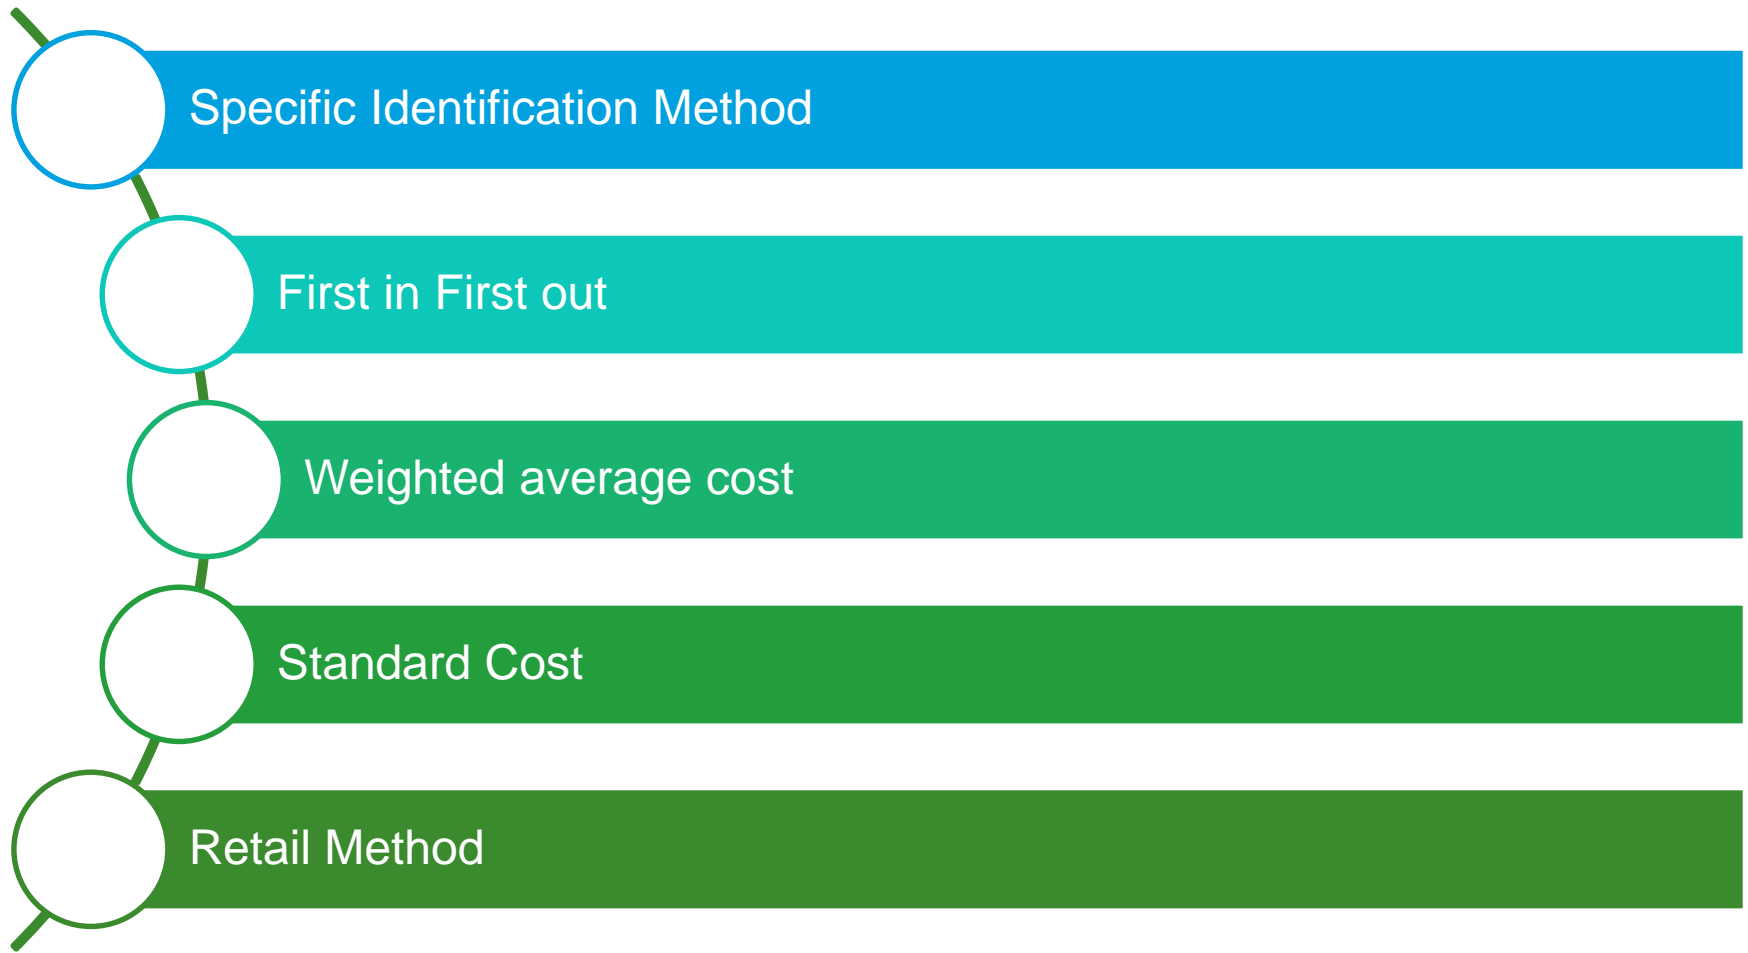 Specific Identification Method
First in First out
Weighted average cost
Standard Cost
Retail Method